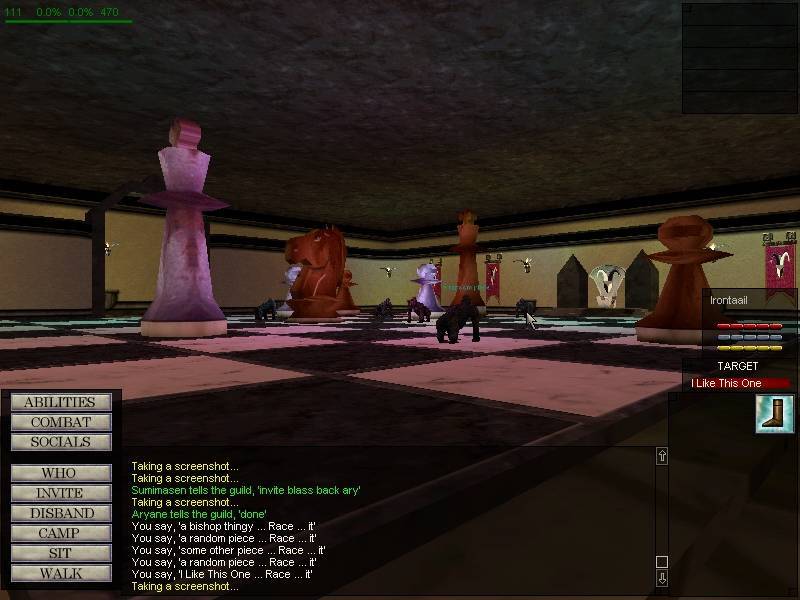 111 0.0% 0.0% 470
Irontaail
TARGET
I Like This One
ABILITIES
COMBAT
SOCIALS
WHO
INVITE
DISBAND
CAMP
SIT
WALK
Taking a screenshot...
Taking a screenshot...
Sumimasen tells the guild, 'invite blass back ary'
Taking a screenshot...
Aryane tells the guild, 'done'
You say, 'a bishop thingy ... Race ... it'
You say, 'a random piece ... Race ... it'
You say, 'some other piece ... Race ... it'
You say, 'a random piece ... Race ... it'
You say, 'I Like This One ... Race ... it'
Taking a screenshot...